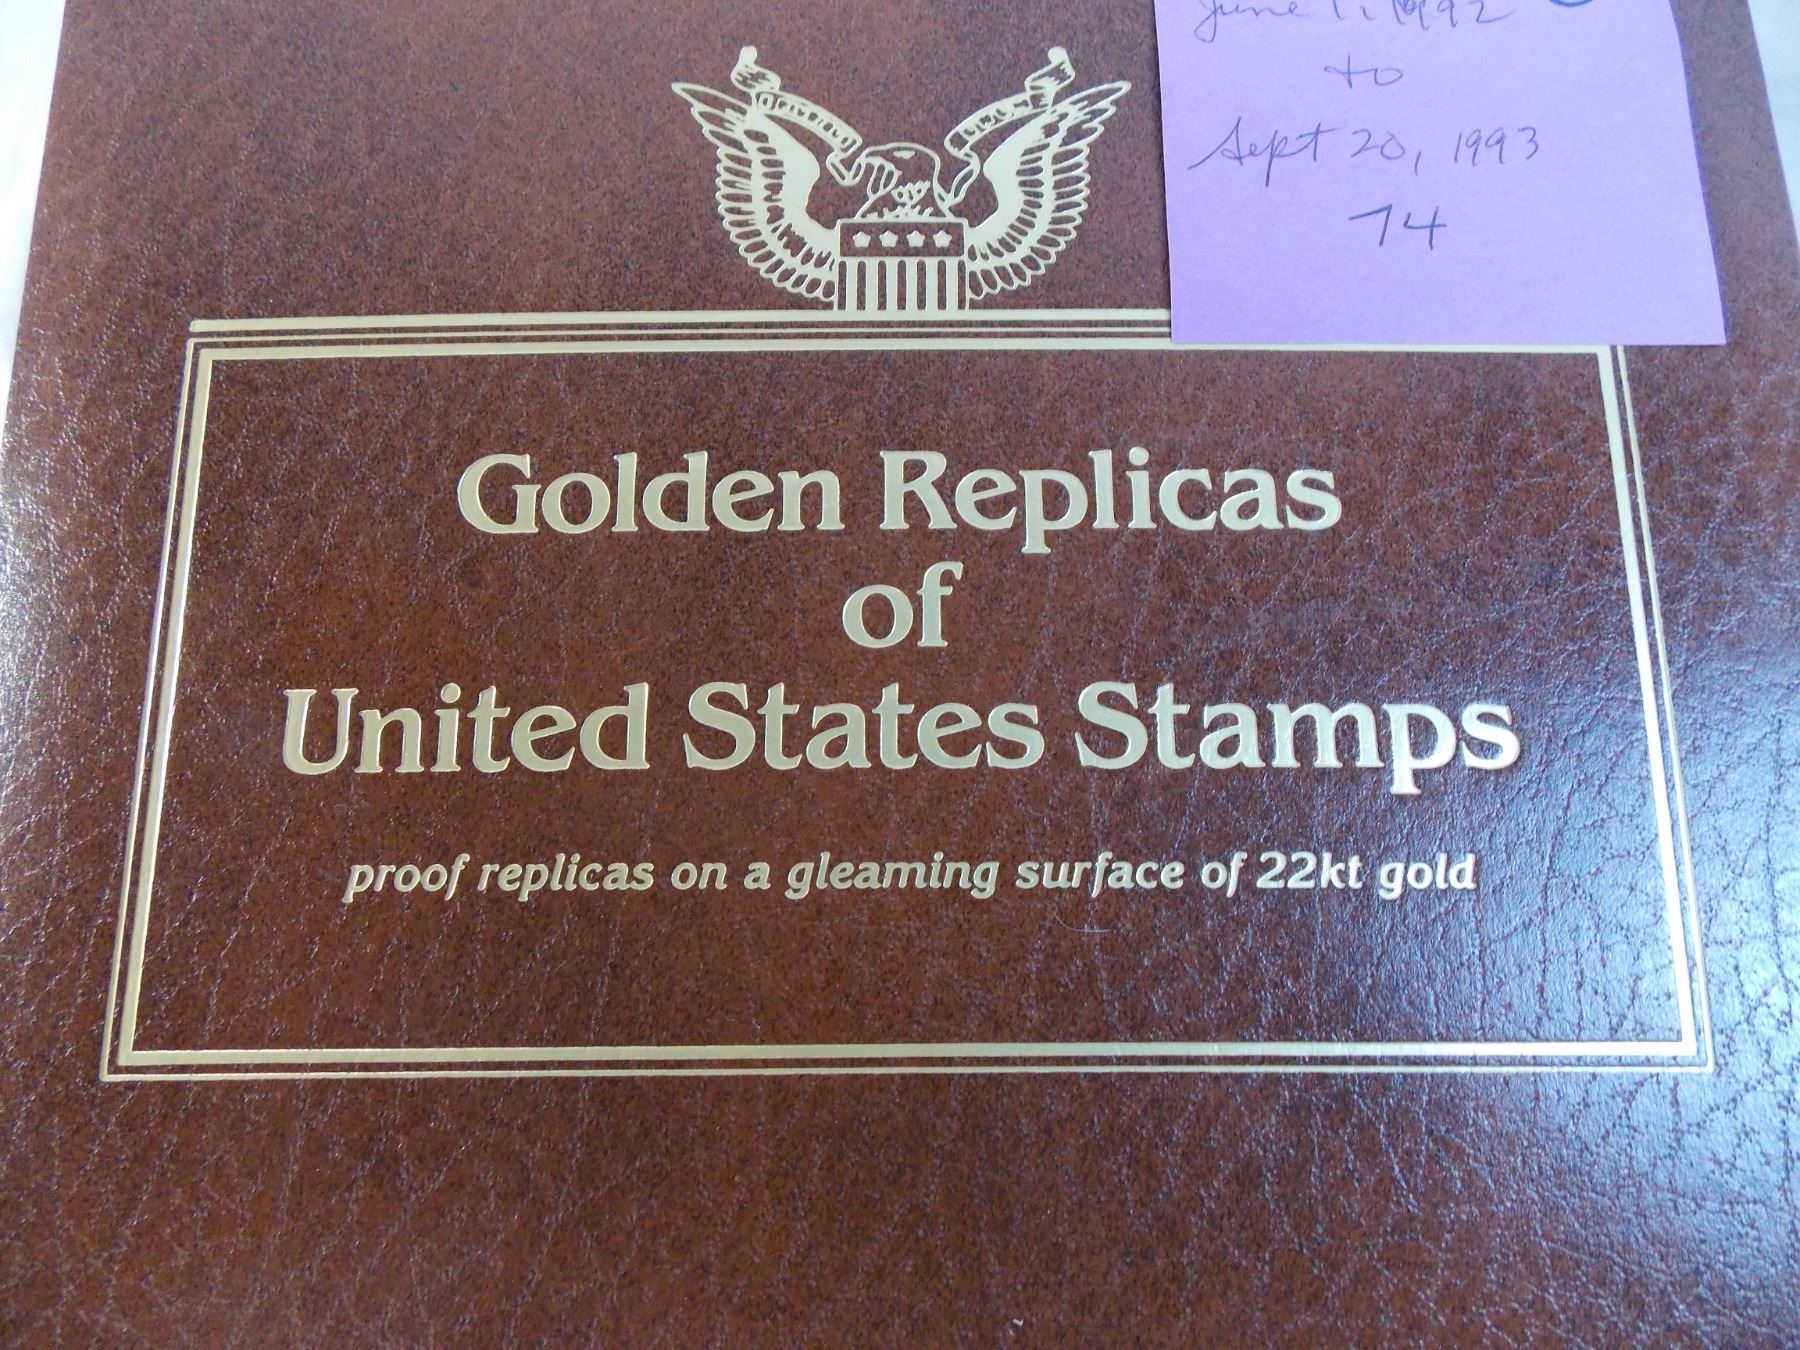 June 1, 1992
to
Sept 20, 1993
74
Golden Replicas
of
United States Stamps
proof replicas on a gleaming surface of 22kt gold